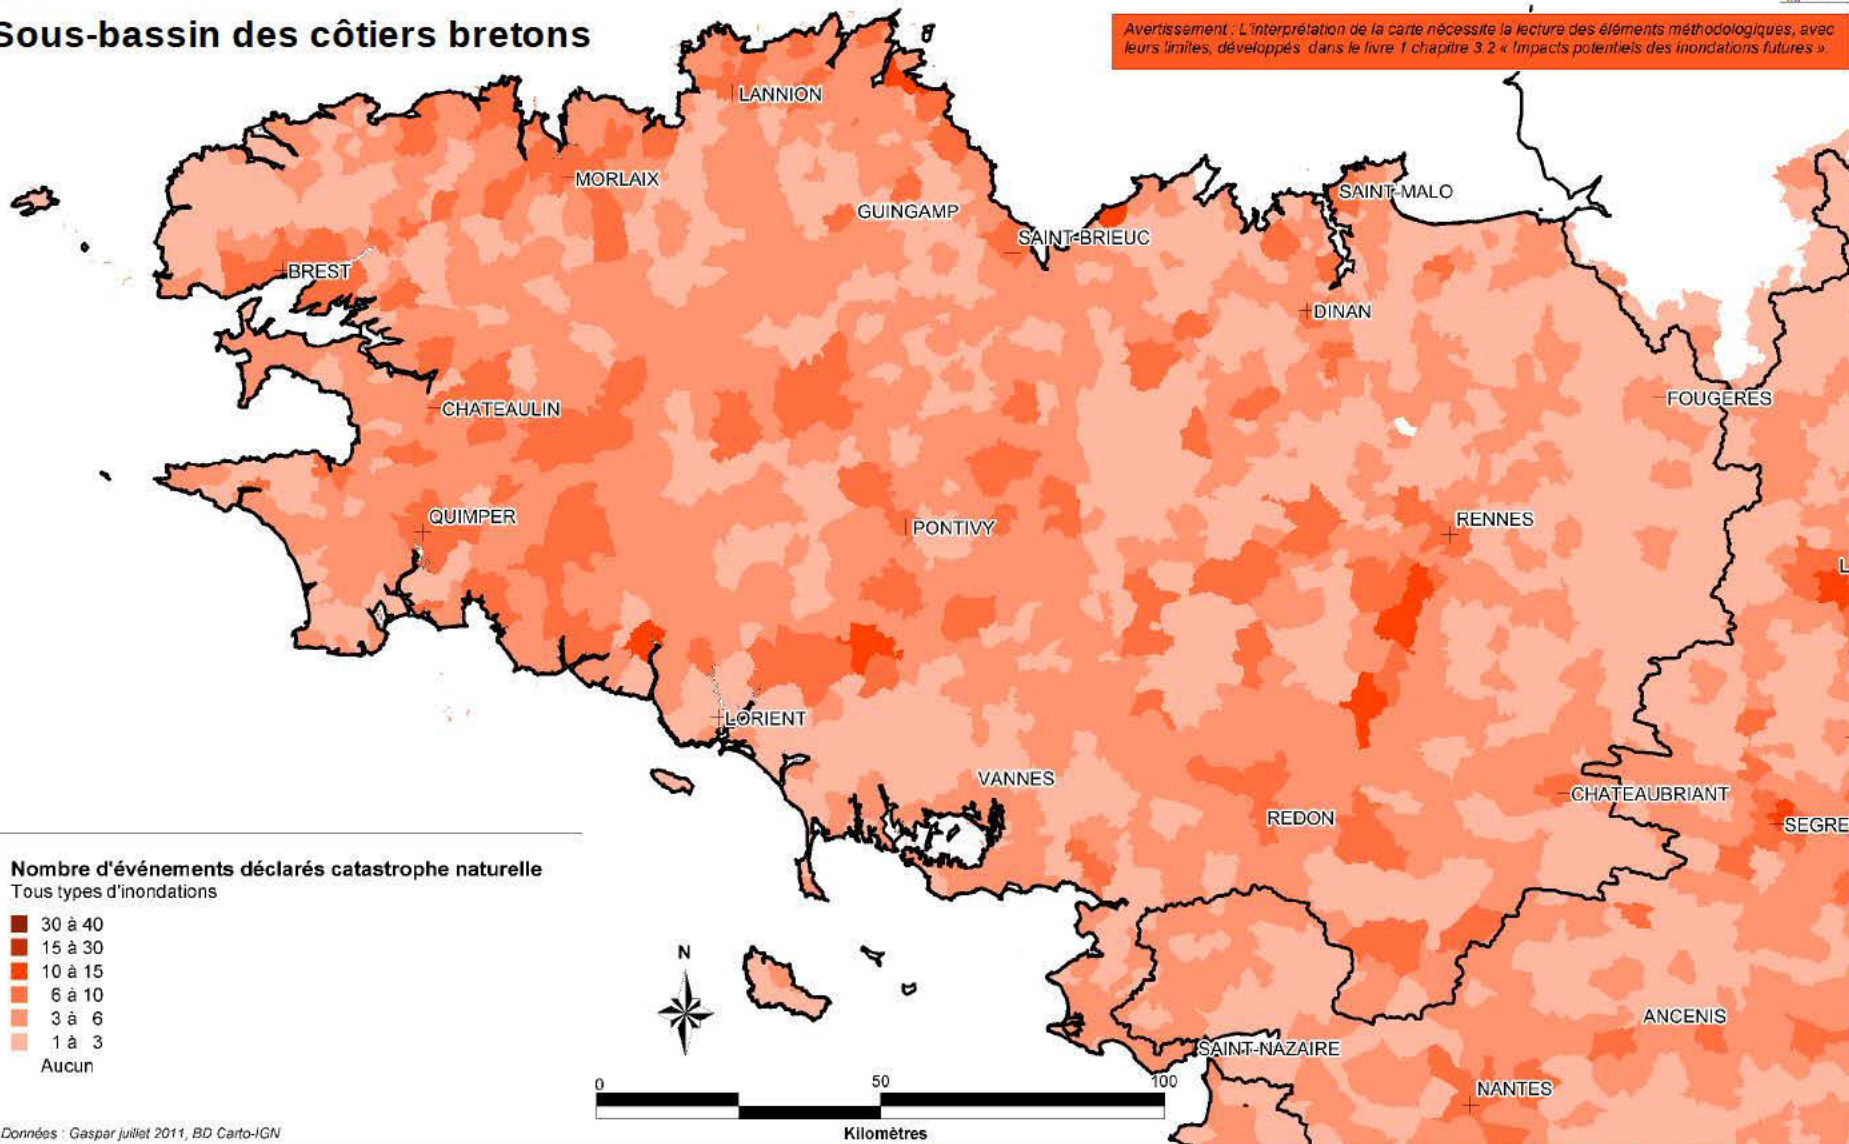 Sous-bassin des côtiers bretons
Avertissement : L'interprétation de la carte nécessite la lecture des éléments méthodologiques, avec
leurs limites, développés dans le livre 1 chapitre 3.2 « Impacts potentiels des inondations futures ».
LANNION
MORLAIX
SAINT-MALO
GUINGAMP
SAINT-BRIEUC
BREST
DINAN
FOUGERES
CHATEAULIN
QUIMPER
PONTIVY
RENNES
L
LORIENT
VANNES
CHATEAUBRIANT
REDON
SEGRE
ANCENIS
SAINT-NAZAIRE
NANTES
Nombre d'événements déclarés catastrophe naturelle
Tous types d'inondations
30 à 40
15 à 30
10 à 15
6 à 10
3 à 6
1 à 3
Aucun
N
0 50 100
Kilomètres
Données : Gaspar juillet 2011, BD Carto-IGN